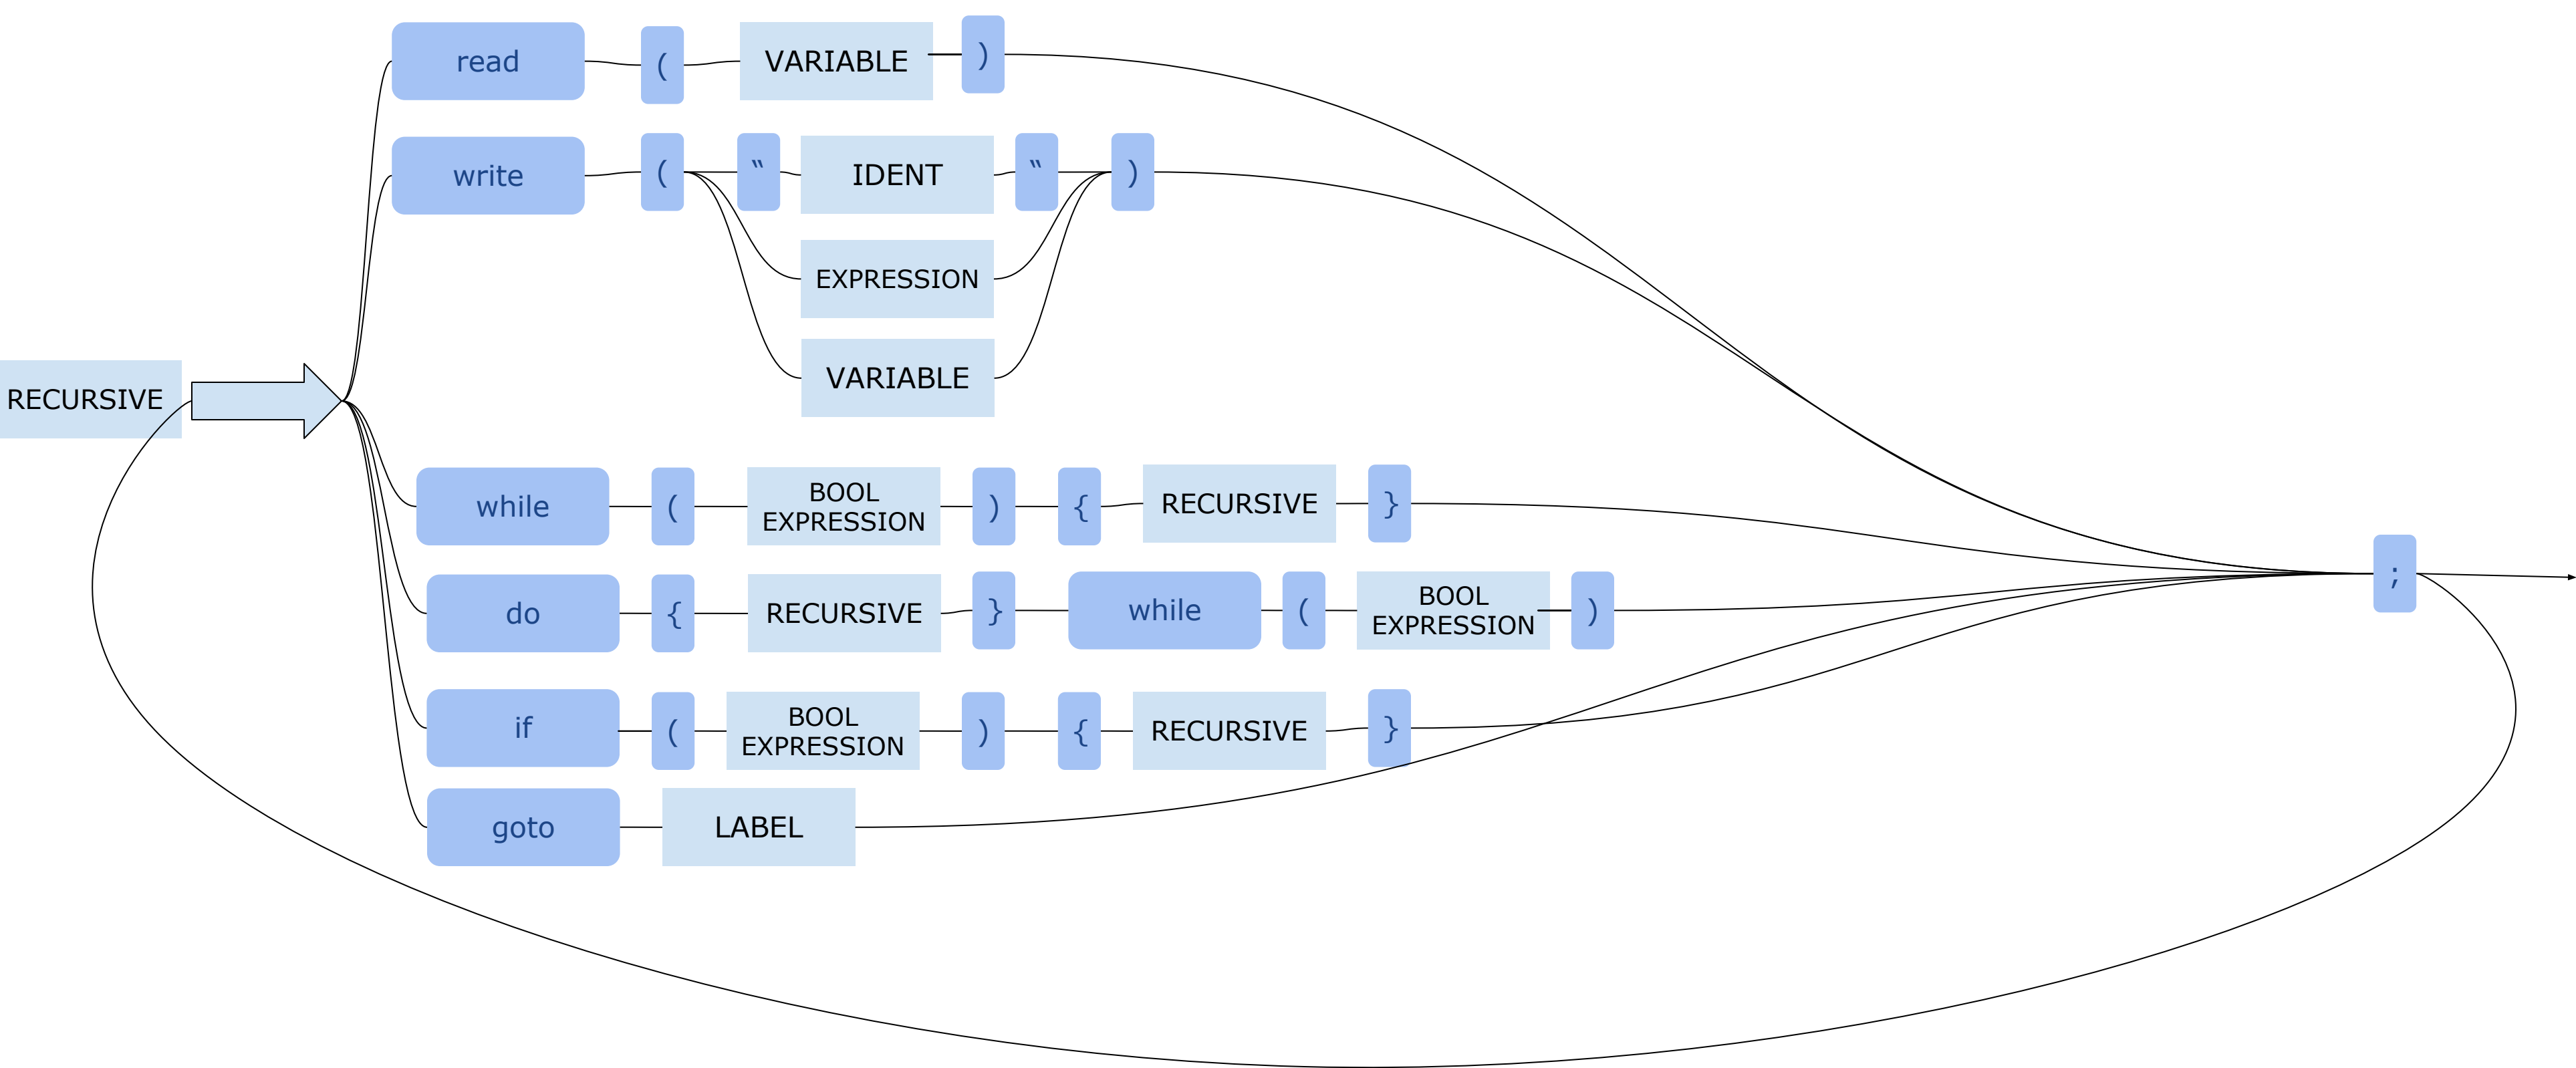 read ( VARIABLE )
write ( “ IDENT “ )
EXPRESSION
VARIABLE
RECURSIVE
while ( BOOL EXPRESSION ) { RECURSIVE }
;
do { RECURSIVE } while ( BOOL EXPRESSION )
if ( BOOL EXPRESSION ) { RECURSIVE }
goto LABEL